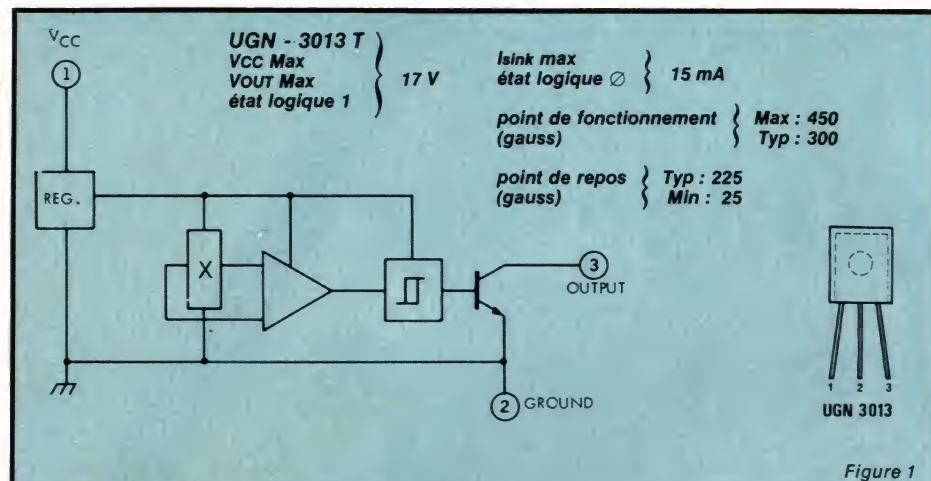 VCC
1
REG.
UGN - 3013 T
VCC Max
VOUT Max
état logique 1
17 V
Isink max
état logique ∅
15 mA
point de fonctionnement
(gauss)
Max : 450
Typ : 300
point de repos
(gauss)
Typ : 225
Min : 25
X
3
OUTPUT
2 GROUND
1 2 3
UGN 3013
Figure 1